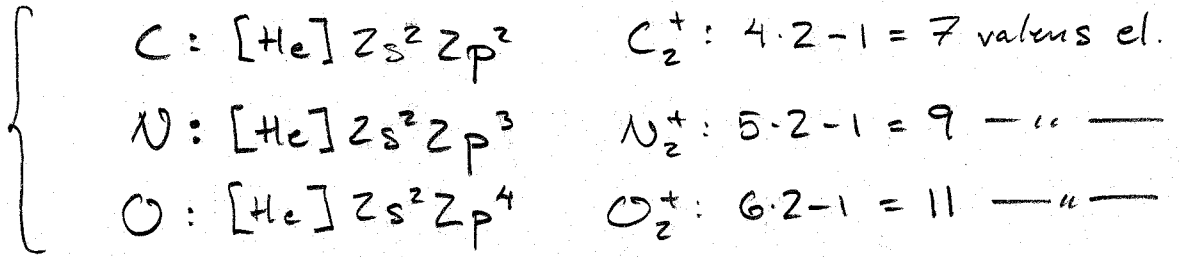 C: [He] 2s² 2p² C₂⁺: 4·2-1 = 7 valens el.
N: [He] 2s² 2p³ N₂⁺: 5·2-1 = 9 —〃—
O: [He] 2s² 2p⁴ O₂⁺: 6·2-1 = 11 —〃—